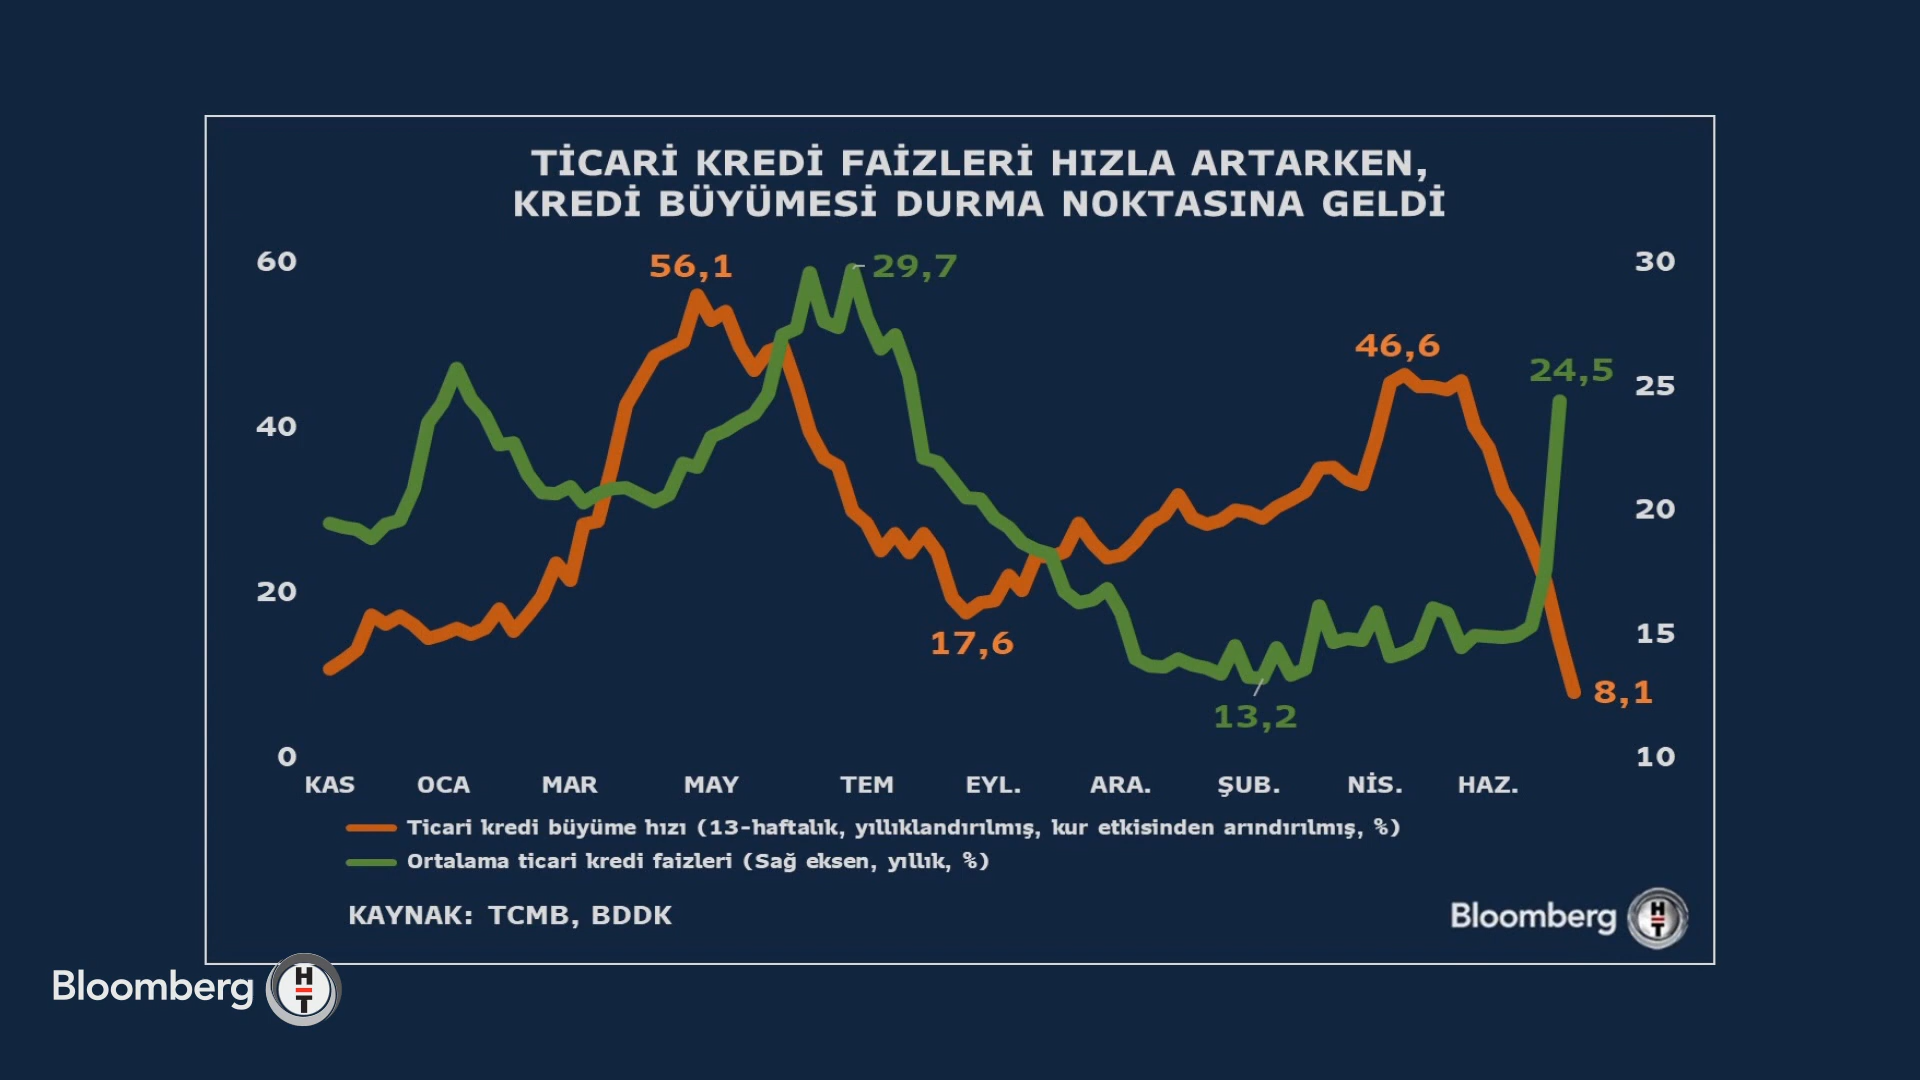 TİCARİ KREDİ FAİZLERİ HIZLA ARTARKEN,
KREDİ BÜYÜMESİ DURMA NOKTASINA GELDİ
60
56,1
29,7
30
46,6
24,5
25
40
20
20
17,6
15
8,1
13,2
0
10
KAS OCA MAR MAY TEM EYL. ARA. ŞUB. NİS. HAZ.
Ticari kredi büyüme hızı (13-haftalık, yıllıklandırılmış, kur etkisinden arındırılmış, %)
Ortalama ticari kredi faizleri (Sağ eksen, yıllık, %)
KAYNAK: TCMB, BDDK
Bloomberg HT
Bloomberg HT